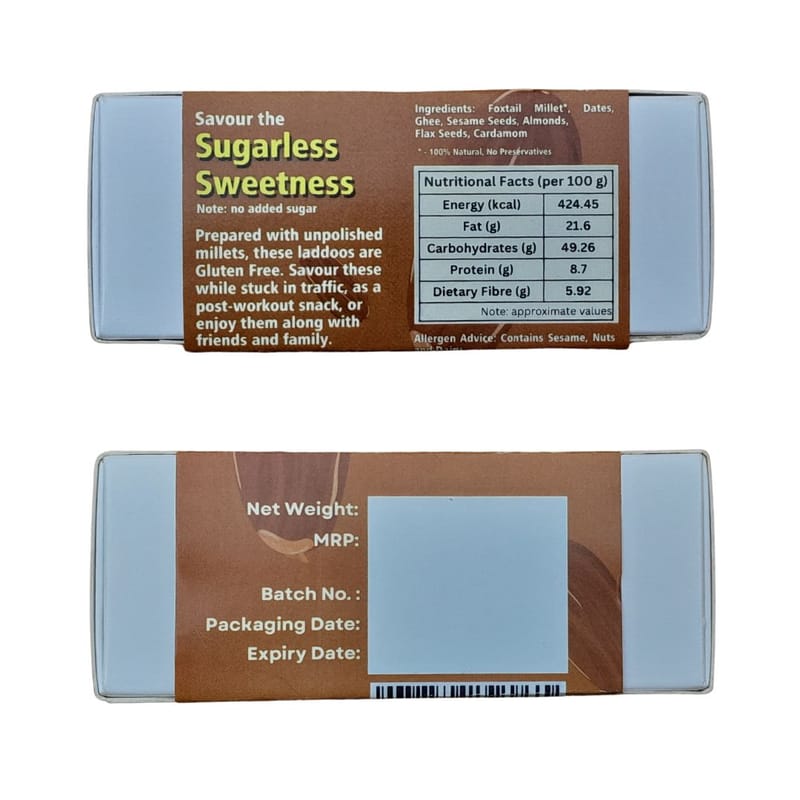 Savour the
Sugarless
Sweetness
Note: no added sugar
Prepared with unpolished
millets, these laddoos are
Gluten Free. Savour these
while stuck in traffic, as a
post-workout snack, or
enjoy them along with
friends and family.
Ingredients: Foxtail Millet*, Dates,
Ghee, Sesame Seeds, Almonds,
Flax Seeds, Cardamom
* - 100% Natural, No Preservatives
Nutritional Facts (per 100 g)
Energy (kcal) 424.45
Fat (g) 21.6
Carbohydrates (g) 49.26
Protein (g) 8.7
Dietary Fibre (g) 5.92
Note: approximate values
Allergen Advice: Contains Sesame, Nuts
and Dairy
Net Weight:
MRP:
Batch No. :
Packaging Date:
Expiry Date: